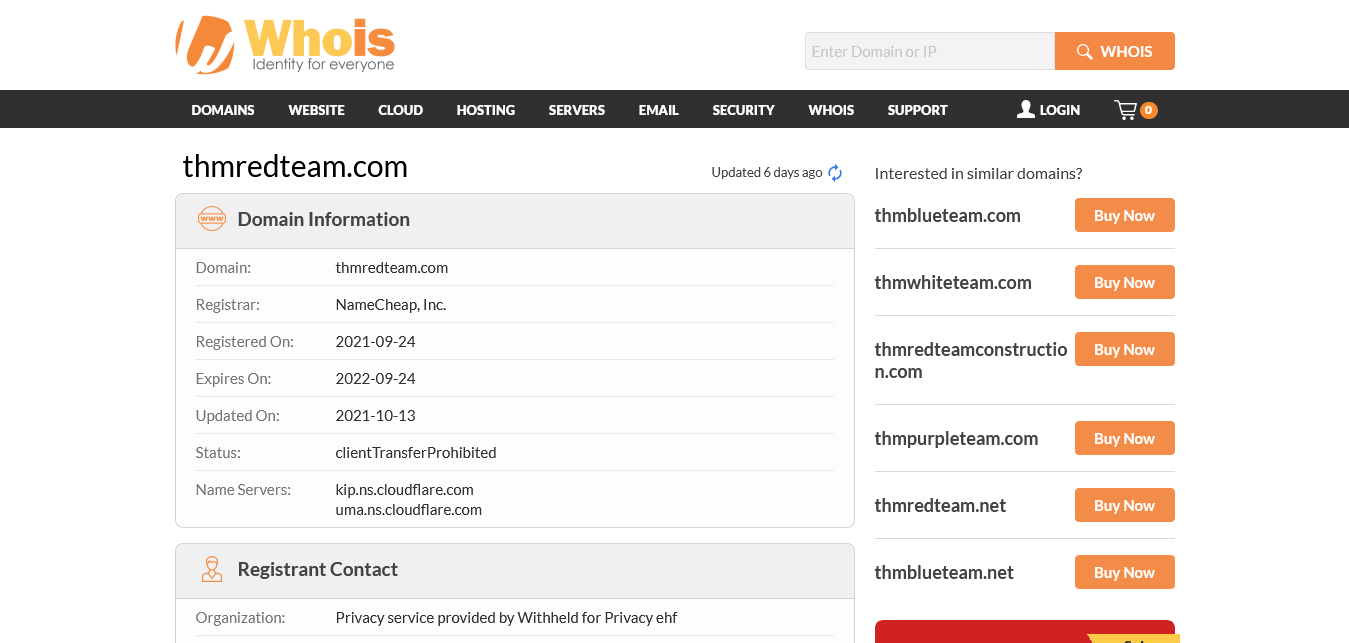 Whois
Identity for everyone
Enter Domain or IP
WHOIS
DOMAINS WEBSITE CLOUD HOSTING SERVERS EMAIL SECURITY WHOIS SUPPORT LOGIN 0
thmredteam.com
Updated 6 days ago
Domain Information
Domain: thmredteam.com
Registrar: NameCheap, Inc.
Registered On: 2021-09-24
Expires On: 2022-09-24
Updated On: 2021-10-13
Status: clientTransferProhibited
Name Servers: kip.ns.cloudflare.com
uma.ns.cloudflare.com
Registrant Contact
Organization: Privacy service provided by Withheld for Privacy ehf
Interested in similar domains?
thmblueteam.com Buy Now
thmwhiteteam.com Buy Now
thmredteamconstructio Buy Now
n.com
thmpurpleteam.com Buy Now
thmredteam.net Buy Now
thmblueteam.net Buy Now